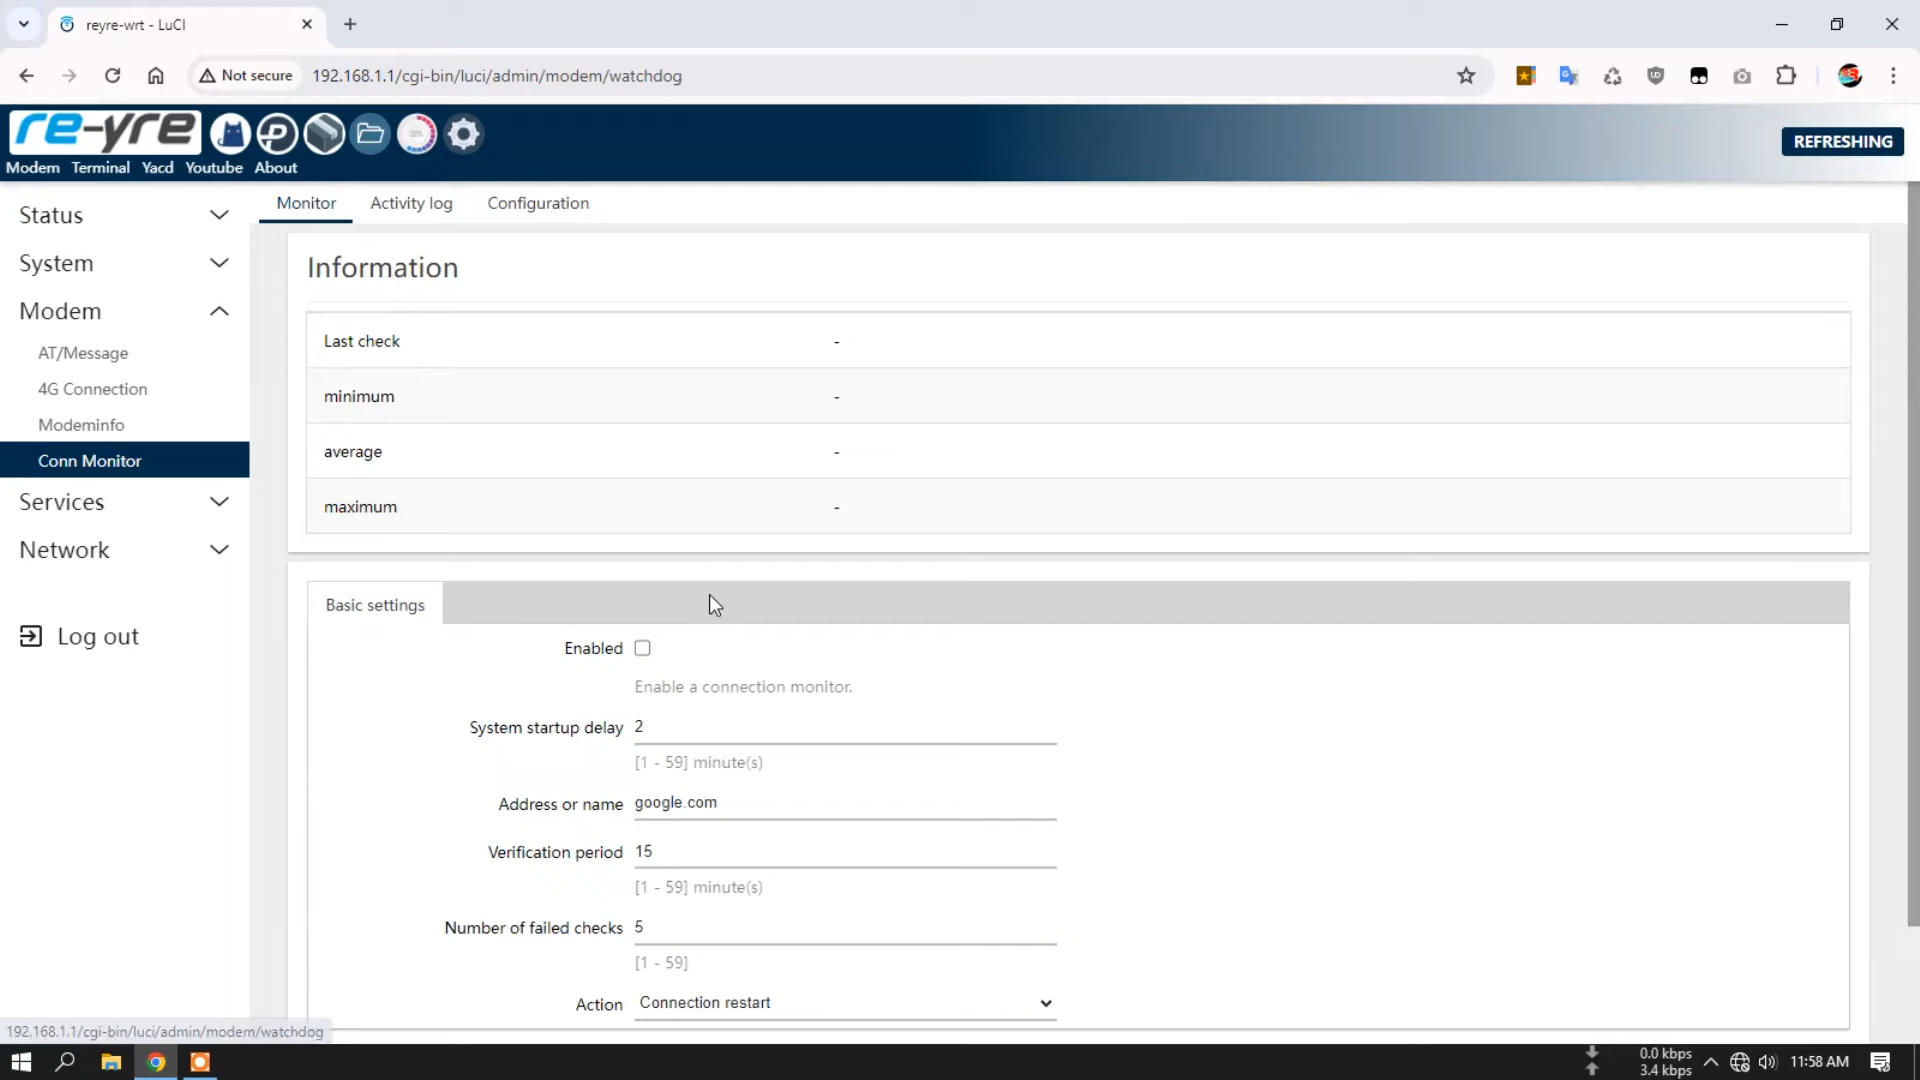 reyre-wrt - LuCI
Not secure
192.168.1.1/cgi-bin/luci/admin/modem/watchdog
re-yre
Modem Terminal Yacd Youtube About
REFRESHING
Status
System
Modem
AT/Message
4G Connection
Modeminfo
Conn Monitor
Services
Network
Log out
Monitor Activity log Configuration
Information
Last check -
minimum -
average -
maximum -
Basic settings
Enabled
Enable a connection monitor.
System startup delay 2
[1 - 59] minute(s)
Address or name google.com
Verification period 15
[1 - 59] minute(s)
Number of failed checks 5
[1 - 59]
Action Connection restart
192.168.1.1/cgi-bin/luci/admin/modem/watchdog
0.0 kbps
3.4 kbps
11:58 AM